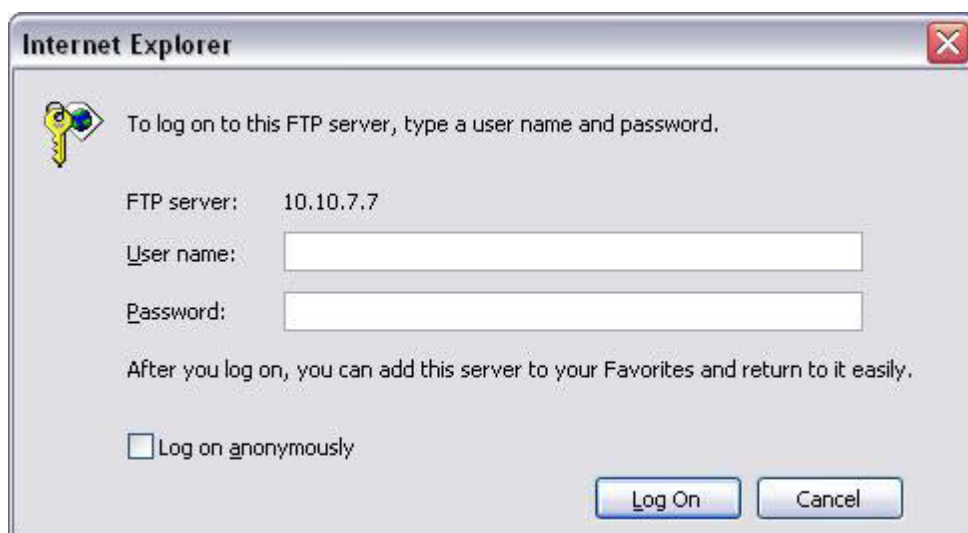 Internet Explorer
To log on to this FTP server, type a user name and password.
FTP server: 10.10.7.7
User name:
Password:
After you log on, you can add this server to your Favorites and return to it easily.
Log on anonymously
Log On Cancel